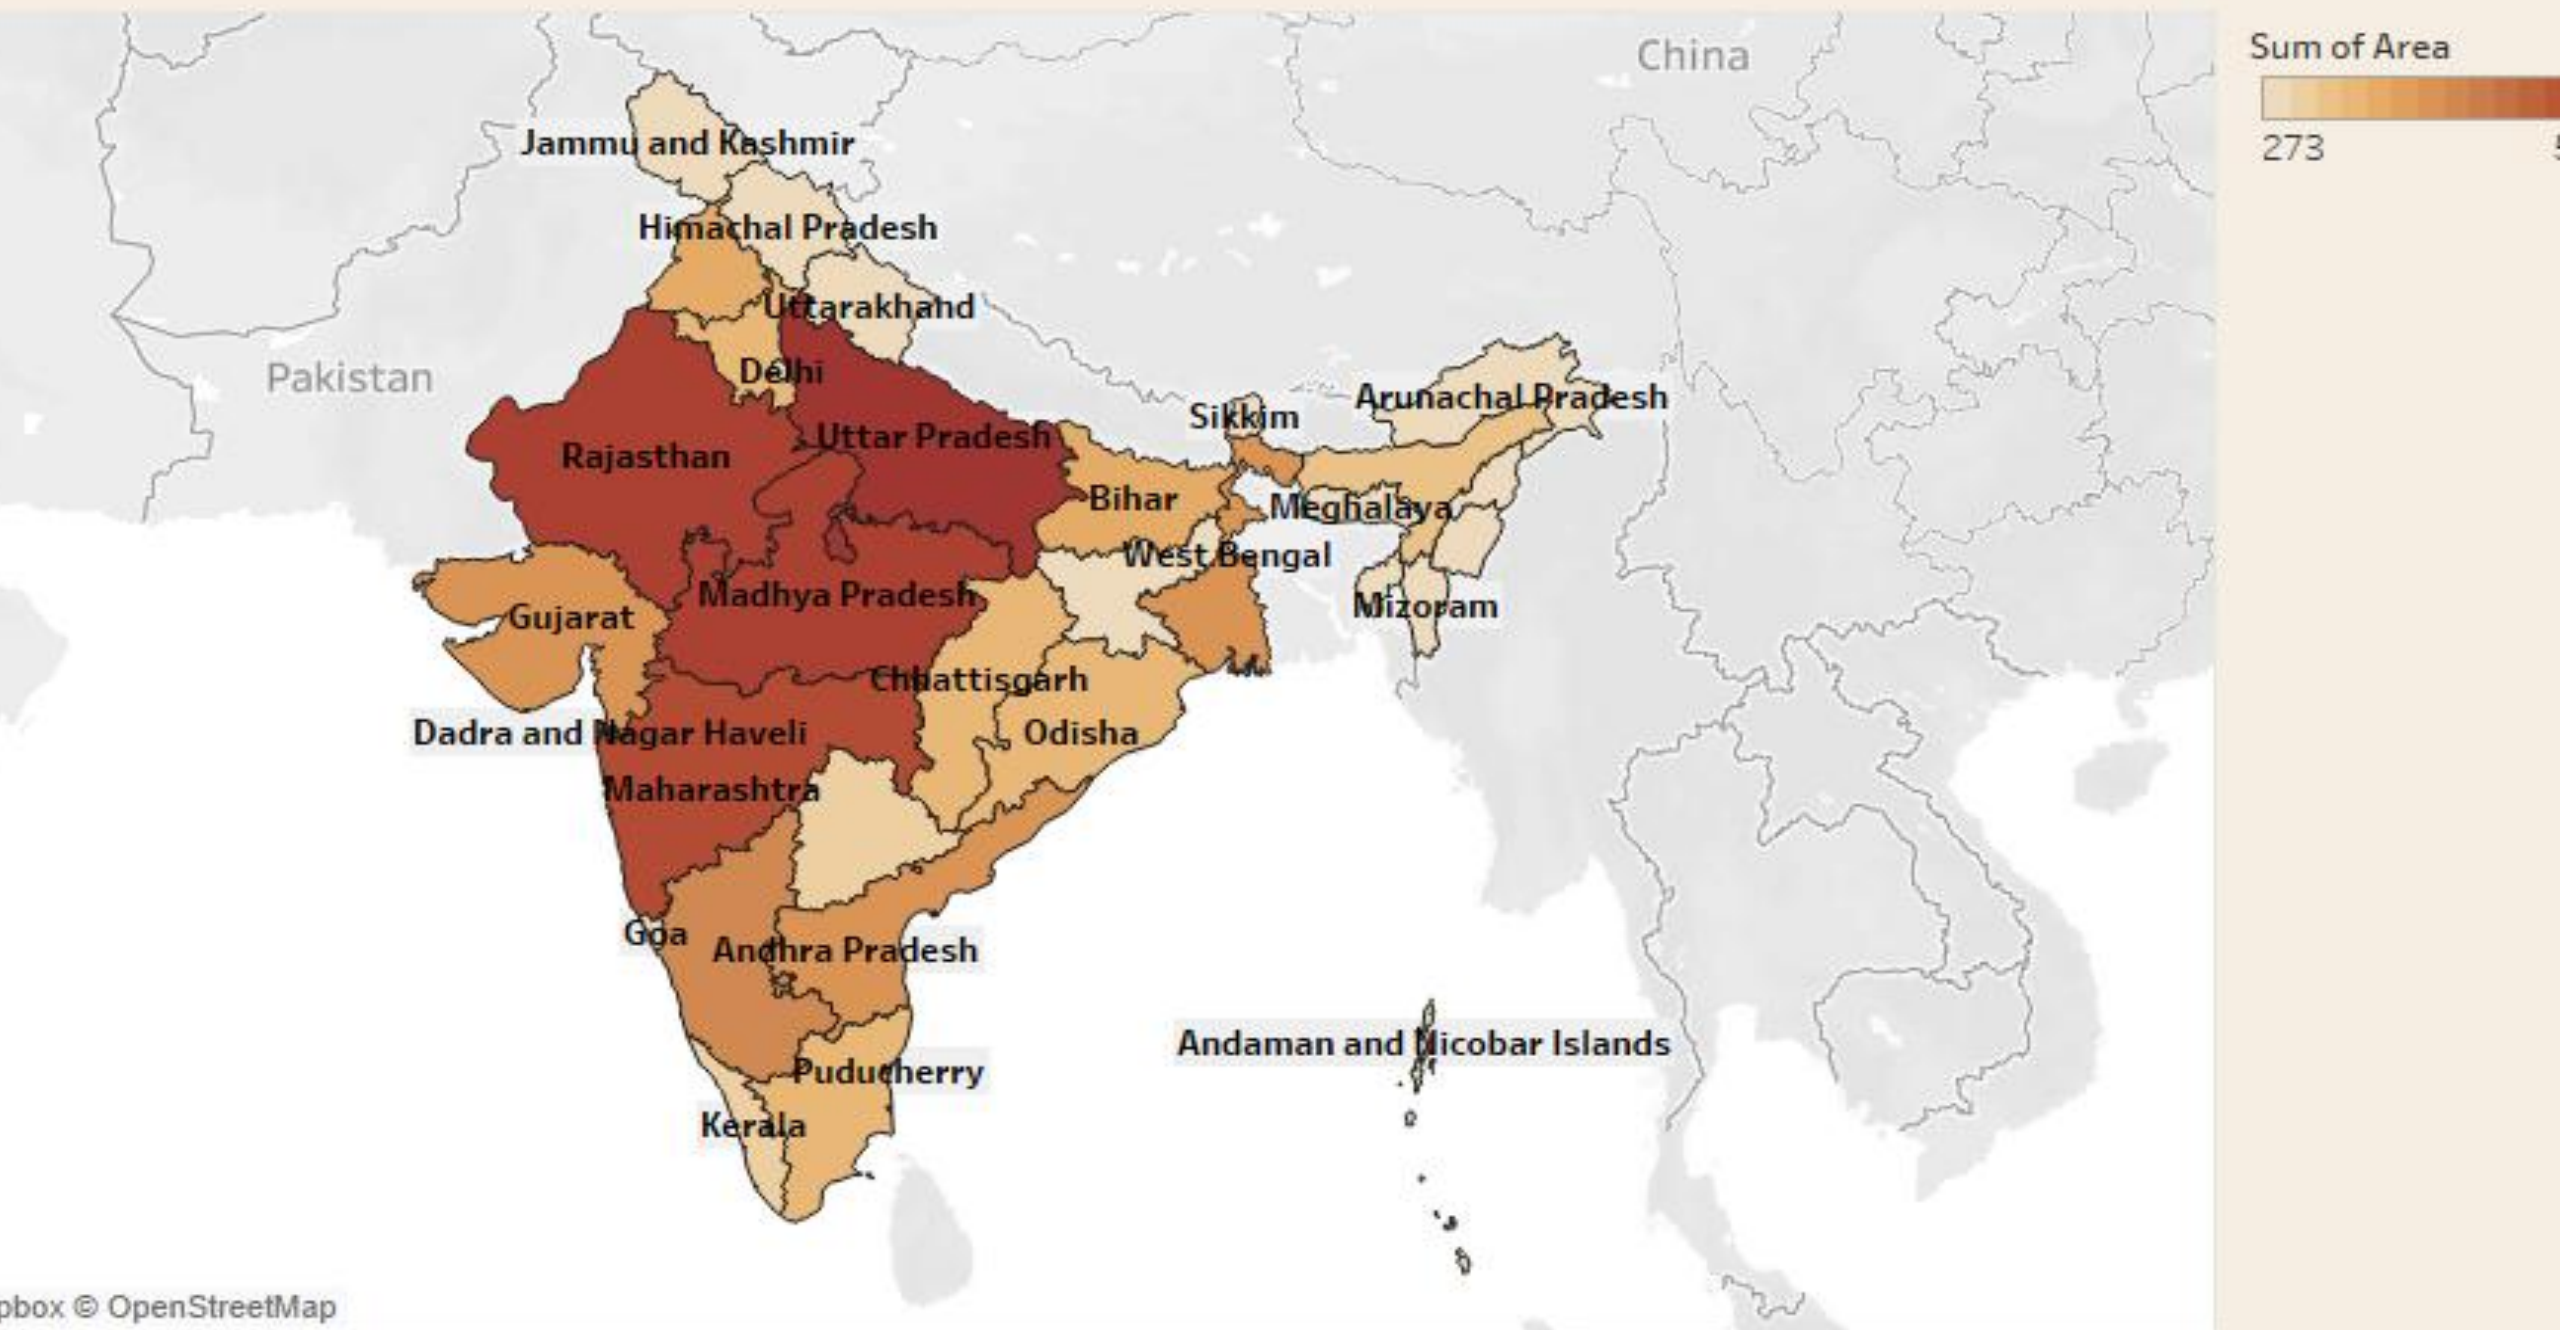 China
Sum of Area
273
5
Jammu and Kashmir
Himachal Pradesh
Uttarakhand
Pakistan
Delhi
Arunachal Pradesh
Sikkim
Uttar Pradesh
Rajasthan
Bihar
Meghalaya
West Bengal
Madhya Pradesh
Mizoram
Gujarat
Chhattisgarh
Dadra and Nagar Haveli
Odisha
Maharashtra
Goa
Andhra Pradesh
Andaman and Nicobar Islands
Puducherry
Kerala
pbox © OpenStreetMap